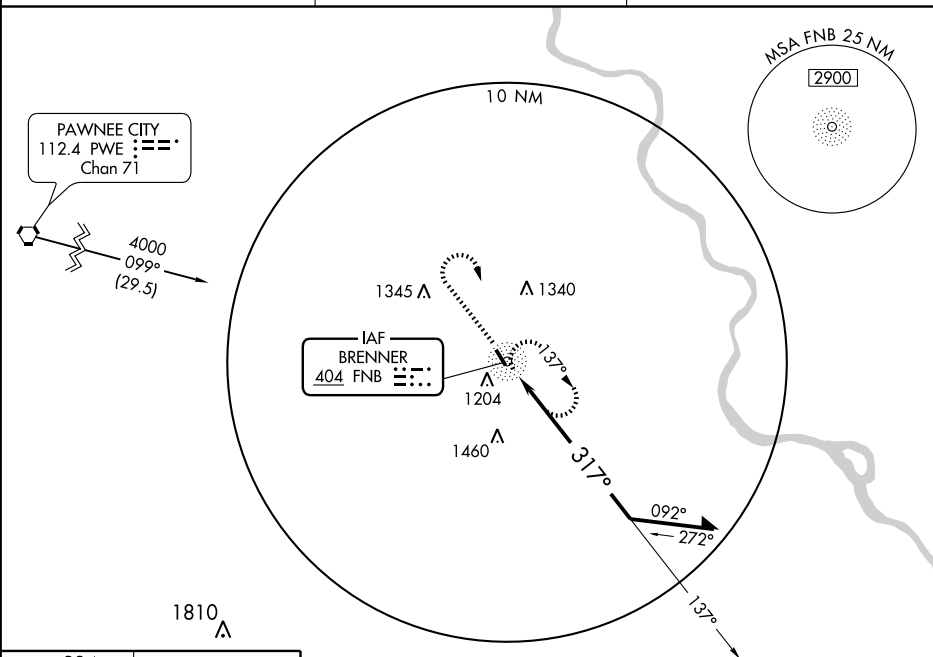 MSA FNB 25 NM
2900
10 NM
PAWNEE CITY
112.4 PWE
Chan 71
4000
099°
(29.5)
1345
1340
IAF
BRENNER
404 FNB
137°
1204
1460
317°
092°
272°
137°
1810